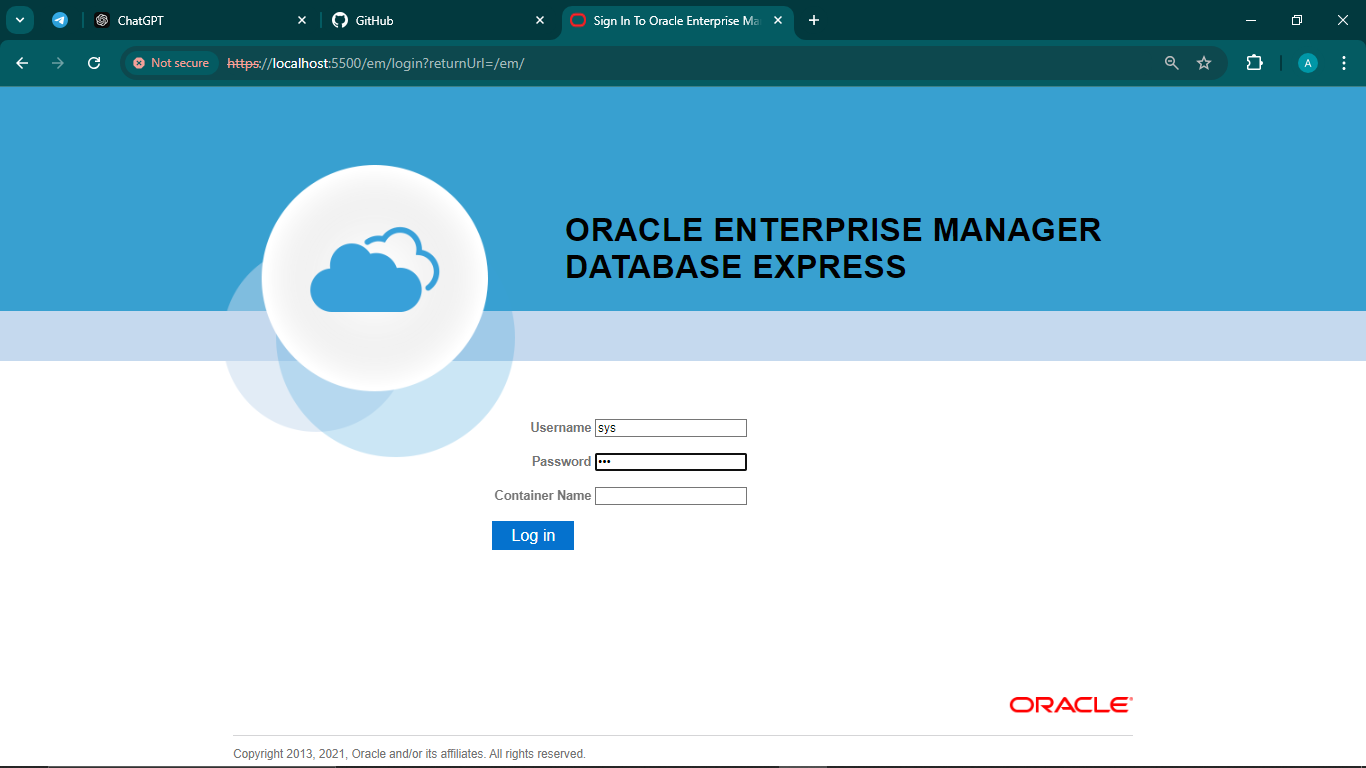 ChatGPT
GitHub
Sign In To Oracle Enterprise Ma
Not secure
https://localhost:5500/em/login?returnUrl=/em/
A
ORACLE ENTERPRISE MANAGER
DATABASE EXPRESS
Username sys
Password •••
Container Name
Log in
ORACLE
Copyright 2013, 2021, Oracle and/or its affiliates. All rights reserved.